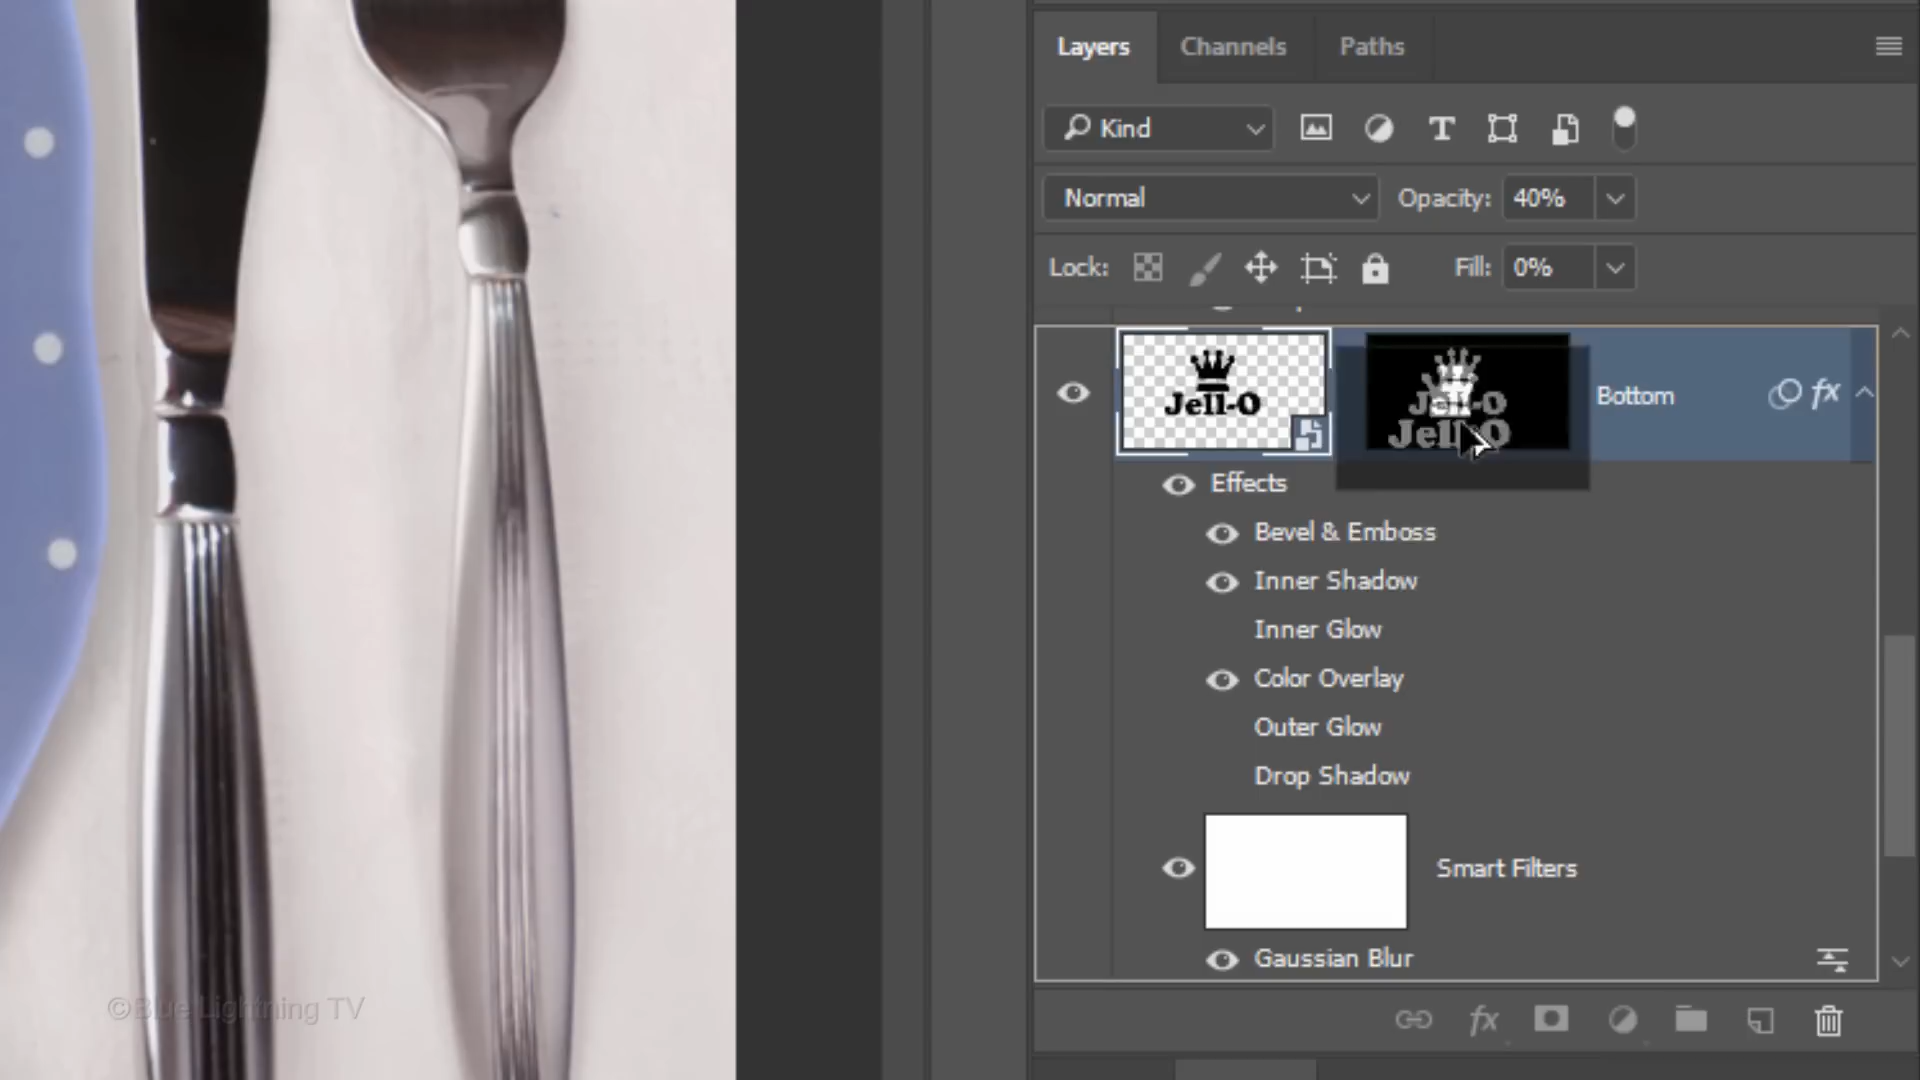 Layers Channels Paths
Kind
Normal Opacity: 40%
Lock: Fill: 0%
Jell-O
Jell-O
Jell-O
Bottom fx
Effects
Bevel & Emboss
Inner Shadow
Inner Glow
Color Overlay
Outer Glow
Drop Shadow
Smart Filters
Gaussian Blur
©Blue Lightning TV
fx